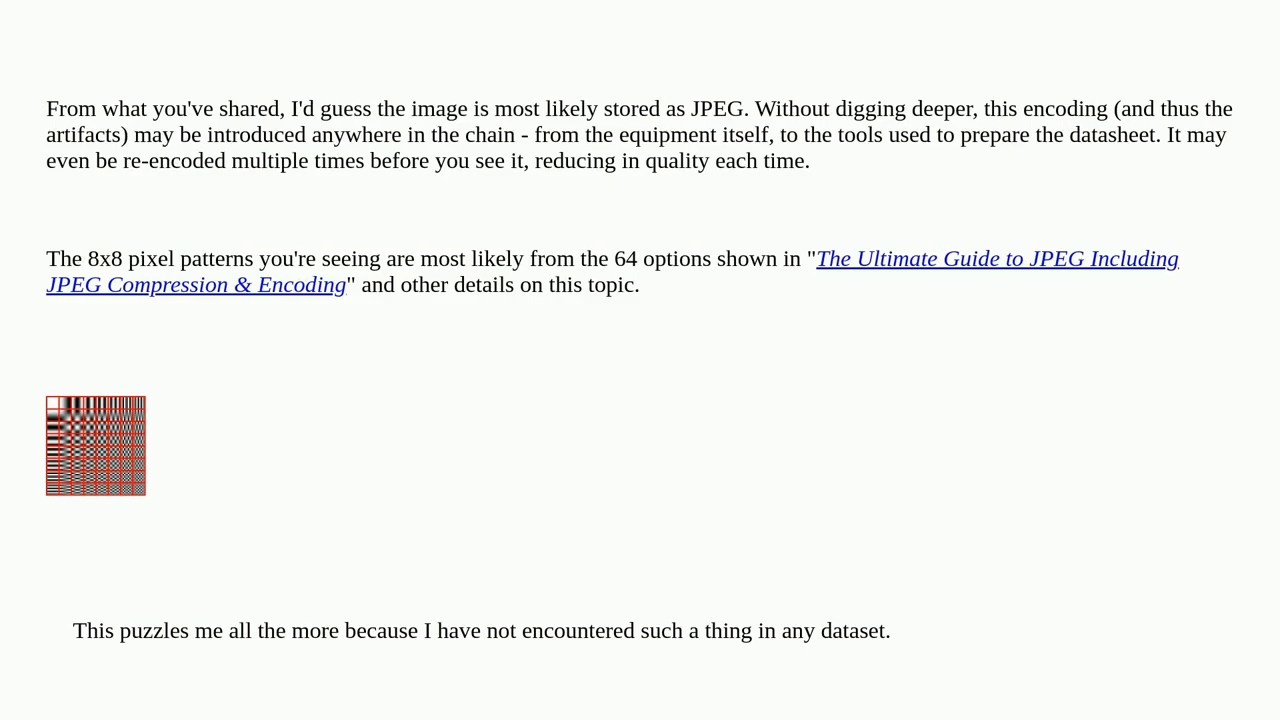 From what you've shared, I'd guess the image is most likely stored as JPEG. Without digging deeper, this encoding (and thus the
artifacts) may be introduced anywhere in the chain - from the equipment itself, to the tools used to prepare the datasheet. It may
even be re-encoded multiple times before you see it, reducing in quality each time.
The 8x8 pixel patterns you're seeing are most likely from the 64 options shown in "The Ultimate Guide to JPEG Including
JPEG Compression & Encoding" and other details on this topic.
This puzzles me all the more because I have not encountered such a thing in any dataset.